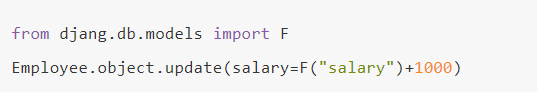 from djang.db.models import F
Employee.object.update(salary=F("salary")+1000)